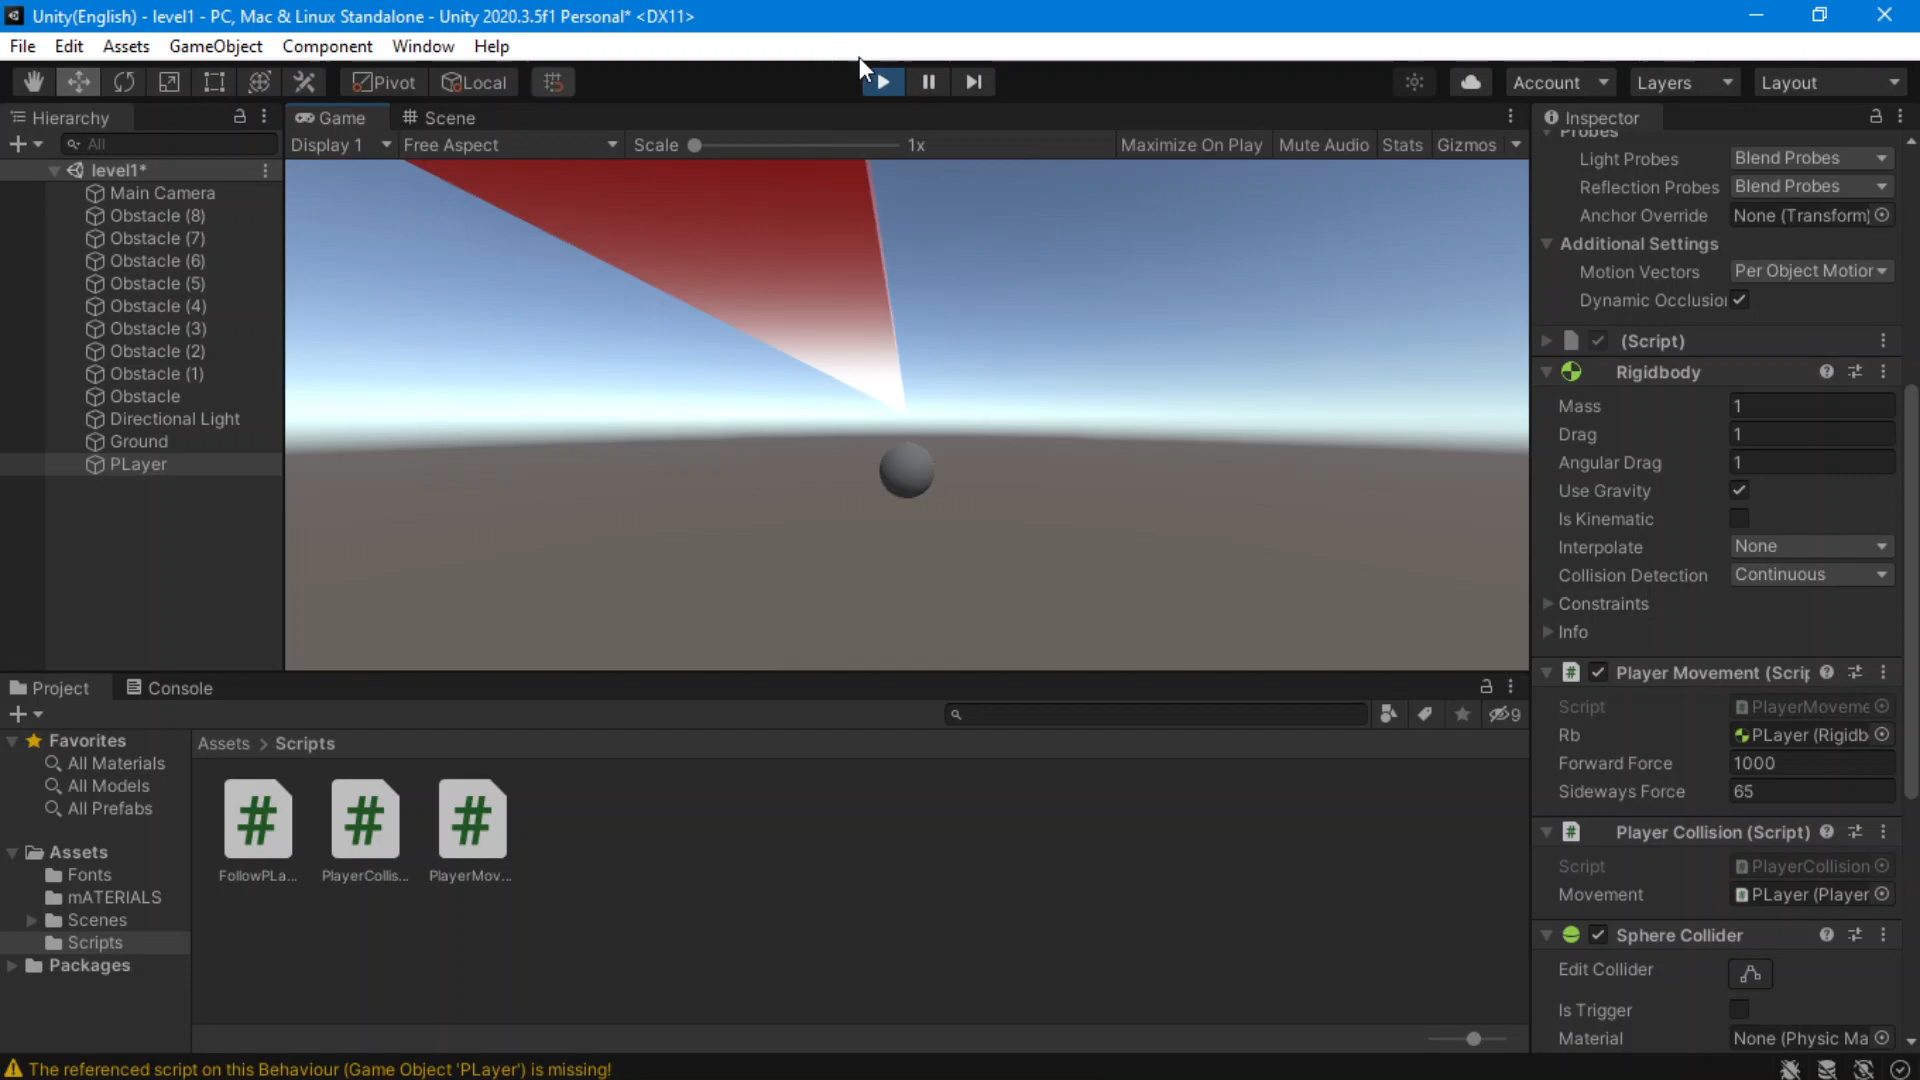 Unity(English) - level1 - PC, Mac & Linux Standalone - Unity 2020.3.5f1 Personal* <DX11>
File Edit Assets GameObject Component Window Help
Pivot Local Account Layers Layout
Hierarchy
All
level1*
Main Camera
Obstacle (8)
Obstacle (7)
Obstacle (6)
Obstacle (5)
Obstacle (4)
Obstacle (3)
Obstacle (2)
Obstacle (1)
Obstacle
Directional Light
Ground
PLayer
Game Scene
Display 1 Free Aspect Scale 1x Maximize On Play Mute Audio Stats Gizmos
Inspector
Probes
Light Probes Blend Probes
Reflection Probes Blend Probes
Anchor Override None (Transform)
Additional Settings
Motion Vectors Per Object Motior
Dynamic Occlusion
(Script)
Rigidbody
Mass 1
Drag 1
Angular Drag 1
Use Gravity
Is Kinematic
Interpolate None
Collision Detection Continuous
Constraints
Info
Player Movement (Scrip
Script PlayerMoveme
Rb PLayer (Rigidb
Forward Force 1000
Sideways Force 65
Player Collision (Script)
Script PlayerCollision
Movement PLayer (Player
Sphere Collider
Edit Collider
Is Trigger
Material None (Physic Ma
Project Console
9
Favorites
All Materials
All Models
All Prefabs
Assets
Fonts
mATERIALS
Scenes
Scripts
Packages
Assets > Scripts
FollowPLa... PlayerCollis... PlayerMov...
The referenced script on this Behaviour (Game Object 'PLayer') is missing!